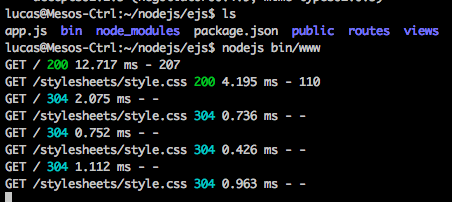 lucas@Mesos-Ctrl:~/nodejs/ejs$ ls
app.js bin node_modules package.json public routes views
lucas@Mesos-Ctrl:~/nodejs/ejs$ nodejs bin/www
GET / 200 12.717 ms - 207
GET /stylesheets/style.css 200 4.195 ms - 110
GET / 304 2.075 ms - -
GET /stylesheets/style.css 304 0.736 ms - -
GET / 304 0.752 ms - -
GET /stylesheets/style.css 304 0.426 ms - -
GET / 304 1.112 ms - -
GET /stylesheets/style.css 304 0.963 ms - -